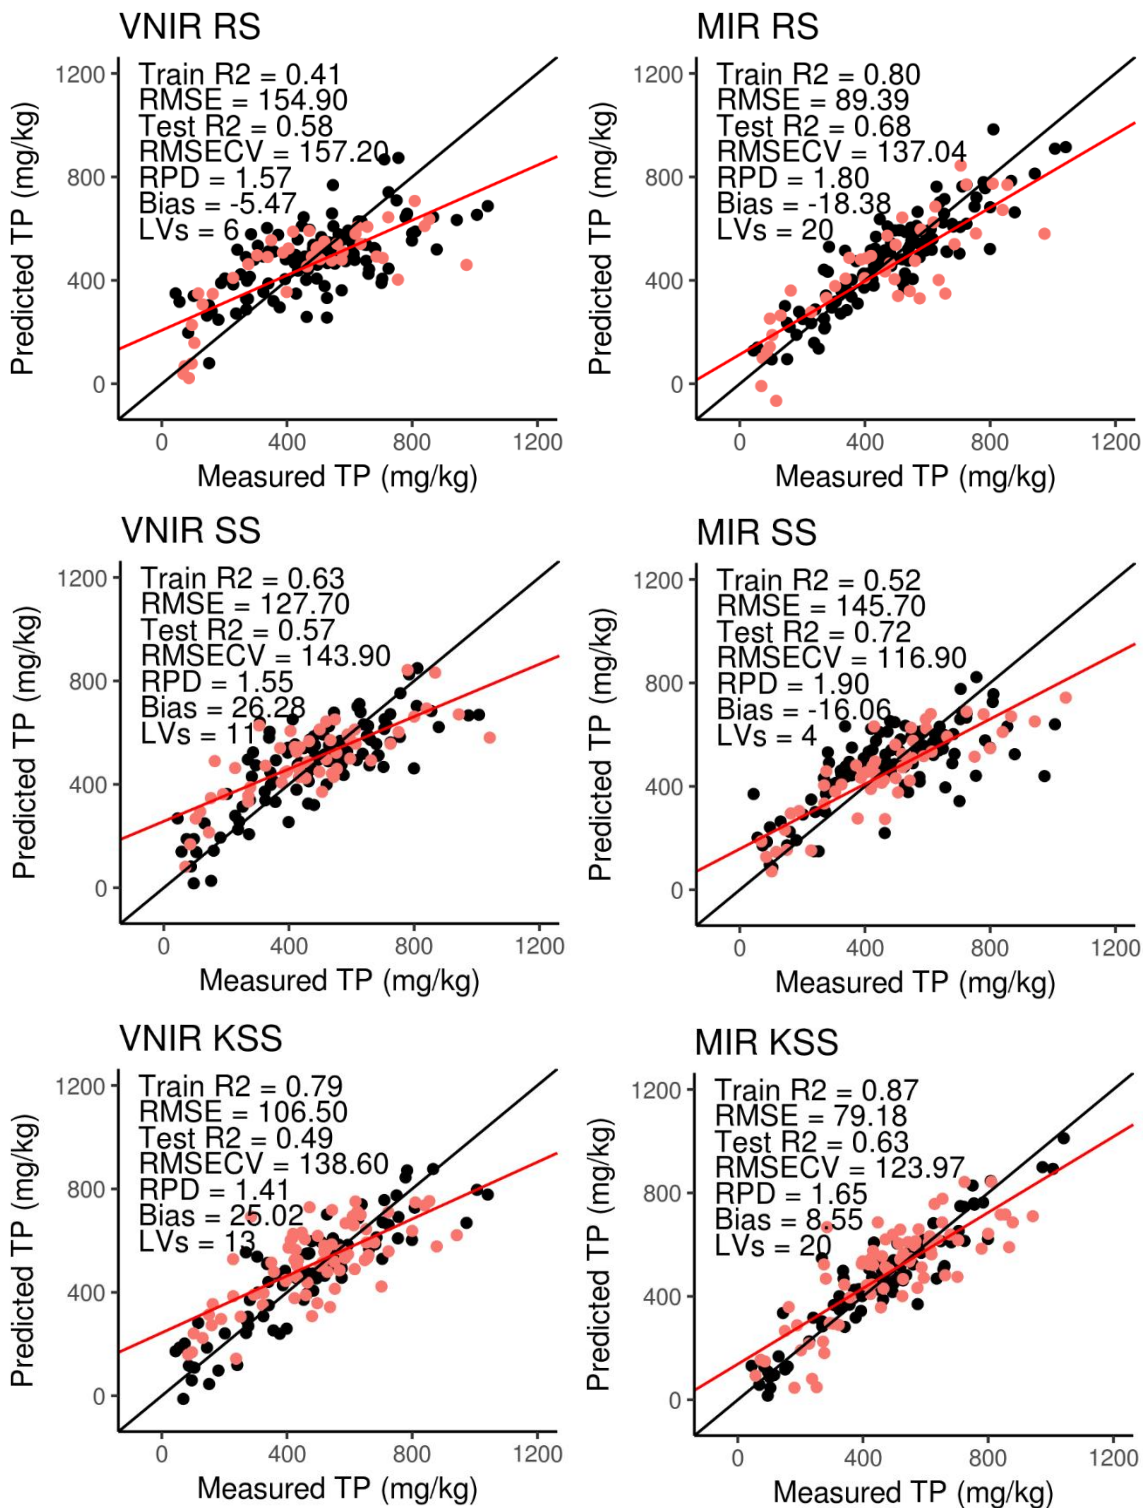 VNIR RS
Train R2 = 0.41
RMSE = 154.90
Test R2 = 0.58
RMSECV = 157.20
RPD = 1.57
Bias = -5.47
LVs = 6
1200
800
400
0
Predicted TP (mg/kg)
0 400 800 1200
Measured TP (mg/kg)
MIR RS
Train R2 = 0.80
RMSE = 89.39
Test R2 = 0.68
RMSECV = 137.04
RPD = 1.80
Bias = -18.38
LVs = 20
1200
800
400
0
Predicted TP (mg/kg)
0 400 800 1200
Measured TP (mg/kg)
VNIR SS
Train R2 = 0.63
RMSE = 127.70
Test R2 = 0.57
RMSECV = 143.90
RPD = 1.55
Bias = 26.28
LVs = 11
1200
800
400
0
Predicted TP (mg/kg)
0 400 800 1200
Measured TP (mg/kg)
MIR SS
Train R2 = 0.52
RMSE = 145.70
Test R2 = 0.72
RMSECV = 116.90
RPD = 1.90
Bias = -16.06
LVs = 4
1200
800
400
0
Predicted TP (mg/kg)
0 400 800 1200
Measured TP (mg/kg)
VNIR KSS
Train R2 = 0.79
RMSE = 106.50
Test R2 = 0.49
RMSECV = 138.60
RPD = 1.41
Bias = 25.02
LVs = 13
1200
800
400
0
Predicted TP (mg/kg)
0 400 800 1200
Measured TP (mg/kg)
MIR KSS
Train R2 = 0.87
RMSE = 79.18
Test R2 = 0.63
RMSECV = 123.97
RPD = 1.65
Bias = 8.55
LVs = 20
1200
800
400
0
Predicted TP (mg/kg)
0 400 800 1200
Measured TP (mg/kg)